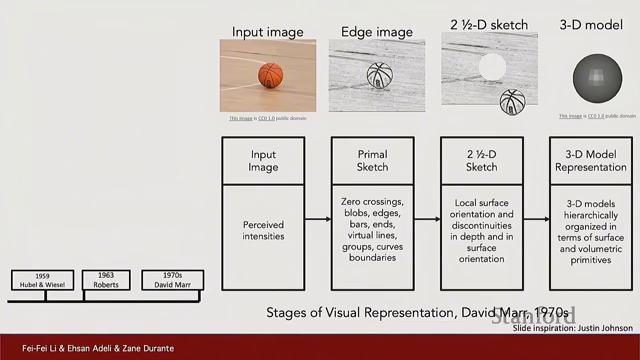 Input image
Edge image
2 ½-D sketch
3-D model
This image is CC0 1.0 public domain
This image is CC0 1.0 public domain
Input
Image
Perceived
intensities
Primal
Sketch
Zero crossings,
blobs, edges,
bars, ends,
virtual lines,
groups, curves
boundaries
2 ½-D
Sketch
Local surface
orientation and
discontinuities
in depth and in
surface
orientation
3-D Model
Representation
3-D models
hierarchically
organized in
terms of surface
and volumetric
primitives
1959
Hubel & Wiesel
1963
Roberts
1970s
David Marr
Stages of Visual Representation, David Marr, 1970s
Stanford
Slide inspiration: Justin Johnson
Fei-Fei Li & Ehsan Adeli & Zane Durante